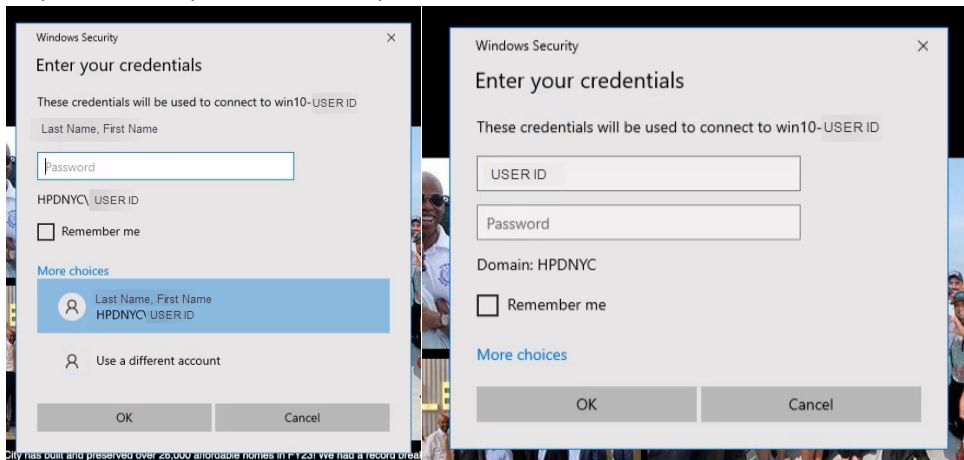 Windows Security
Enter your credentials
These credentials will be used to connect to win10-USER ID
Last Name, First Name
Password
HPDNYC\ USER ID
Remember me
More choices
Last Name, First Name
HPDNYC\ USER ID
Use a different account
OK
Cancel
City has built and preserved over 26,000 affordable homes in FY23! We had a record
Windows Security
Enter your credentials
These credentials will be used to connect to win10-USER ID
USER ID
Password
Domain: HPDNYC
Remember me
More choices
OK
Cancel